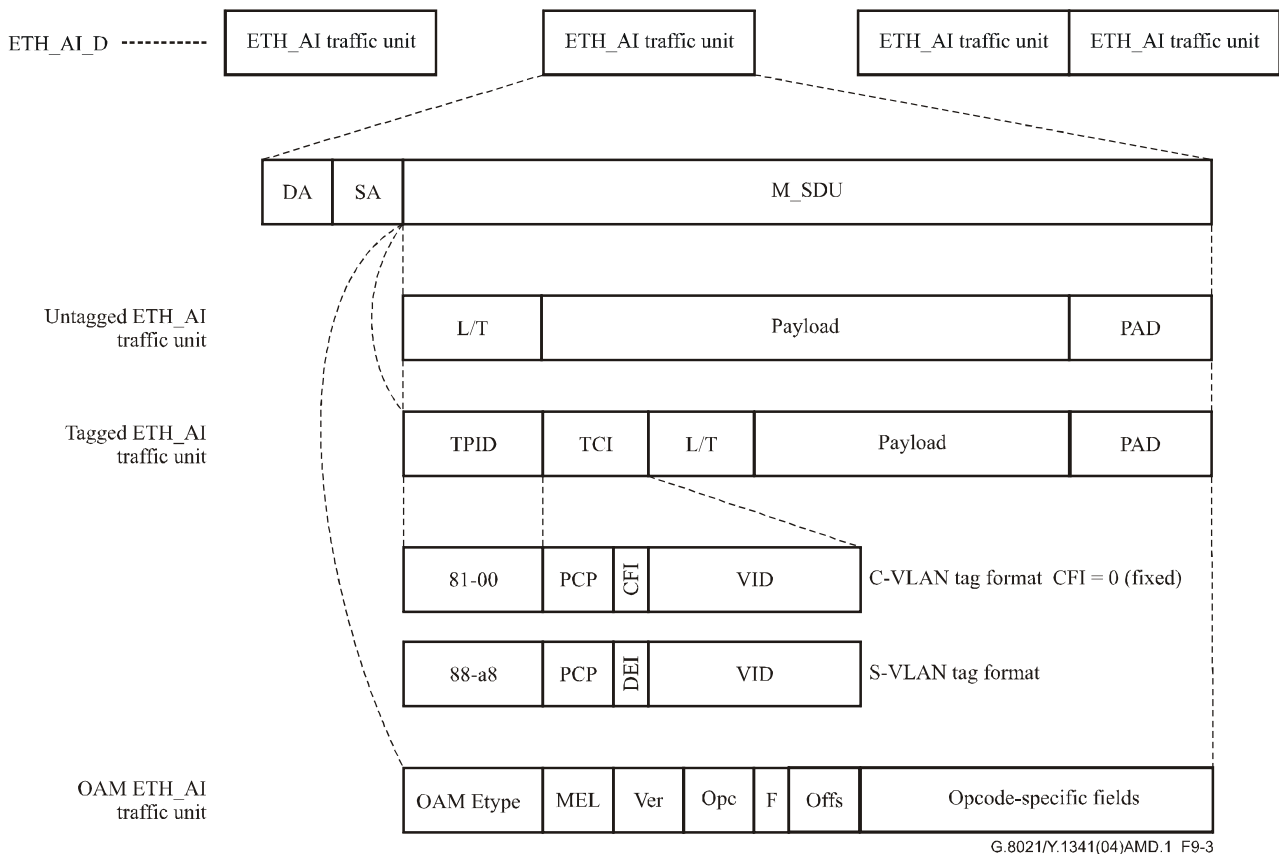 ETH_AI_D
ETH_AI traffic unit
ETH_AI traffic unit
ETH_AI traffic unit
ETH_AI traffic unit
DA
SA
M_SDU
Untagged ETH_AI
traffic unit
L/T
Payload
PAD
Tagged ETH_AI
traffic unit
TPID
TCI
L/T
Payload
PAD
81-00
PCP
CFI
VID
C-VLAN tag format CFI = 0 (fixed)
88-a8
PCP
DEI
VID
S-VLAN tag format
OAM ETH_AI
traffic unit
OAM Etype
MEL
Ver
Opc
F
Offs
Opcode-specific fields
G.8021/Y.1341(04)AMD.1_F9-3